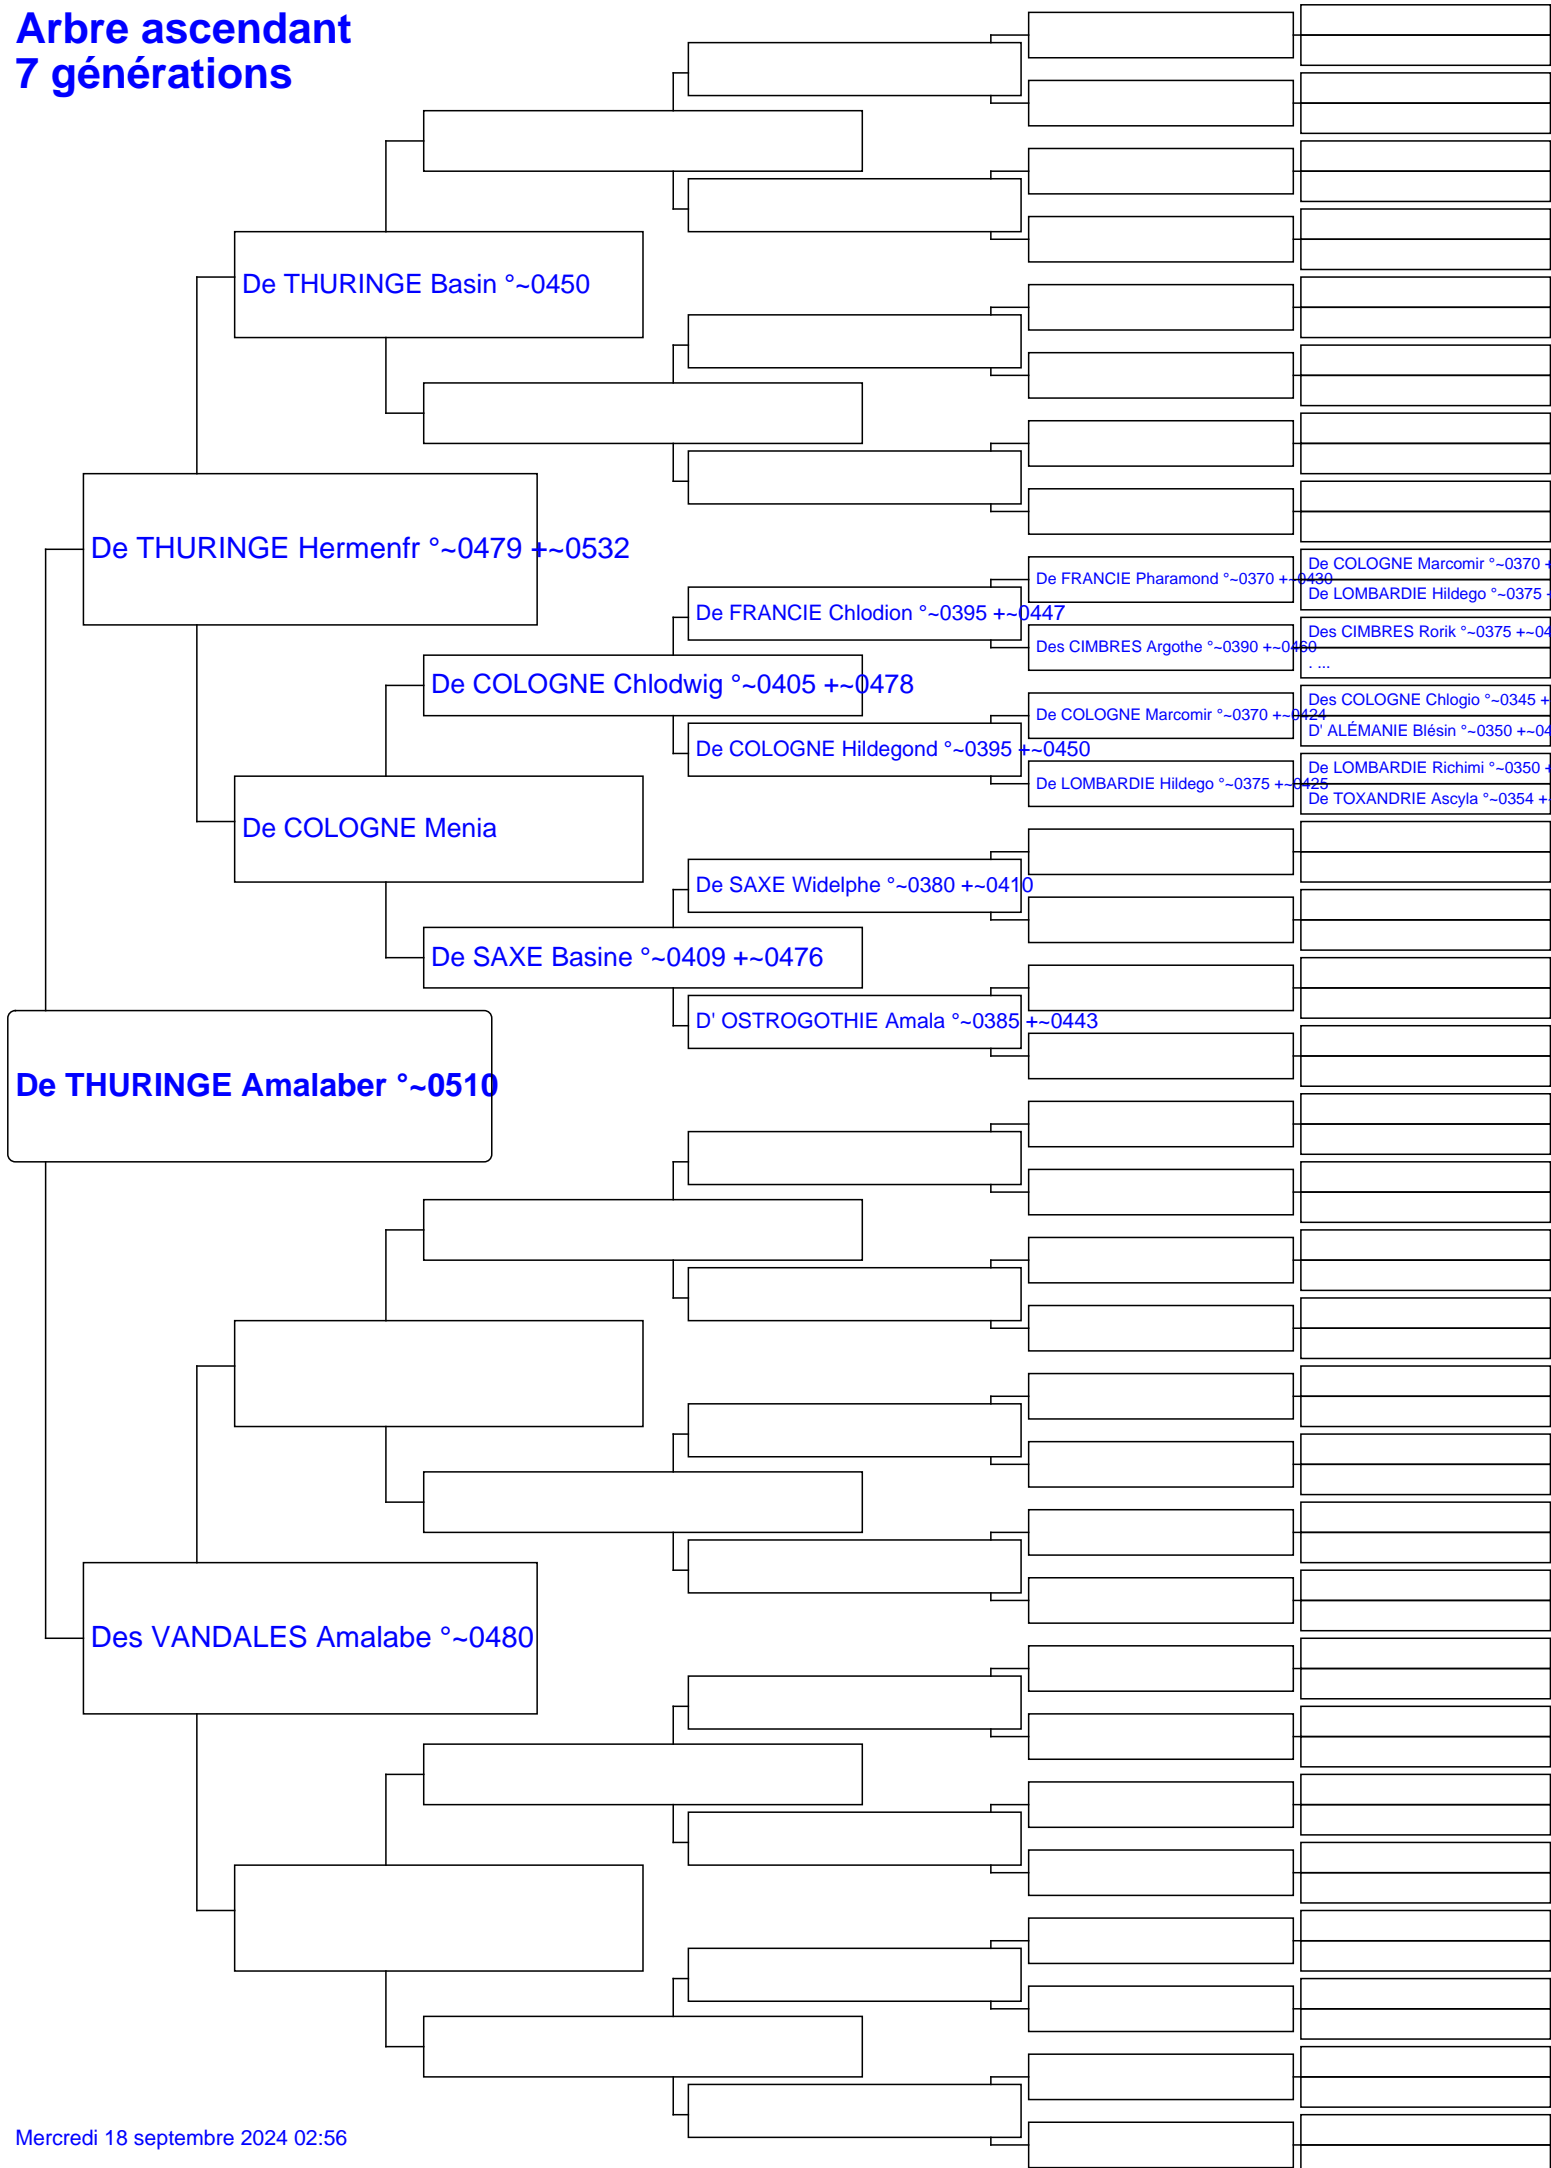 Arbre ascendant
7 générations
De THURINGE Basin °~0450
De THURINGE Hermenfr °~0479 +~0532
De FRANCIE Pharamond °~0370 +~0430
De COLOGNE Marcomir °~0370 +
De LOMBARDIE Hildego °~0375 +
De FRANCIE Chlodion °~0395 +~0447
Des CIMBRES Argothe °~0390 +~0460
Des CIMBRES Rorik °~0375 +~04
. ...
De COLOGNE Chlodwig °~0405 +~0478
De COLOGNE Marcomir °~0370 +~0424
Des COLOGNE Chlogio °~0345 +
D' ALÉMANIE Blésin °~0350 +~04
De COLOGNE Hildegond °~0395 +~0450
De LOMBARDIE Hildego °~0375 +~0425
De LOMBARDIE Richimi °~0350 +
De TOXANDRIE Ascyla °~0354 +
De COLOGNE Menia
De SAXE Widelphe °~0380 +~0410
De SAXE Basine °~0409 +~0476
D' OSTROGOTHIE Amala °~0385 +~0443
De THURINGE Amalaber °~0510
Des VANDALES Amalabe °~0480
Mercredi 18 septembre 2024 02:56